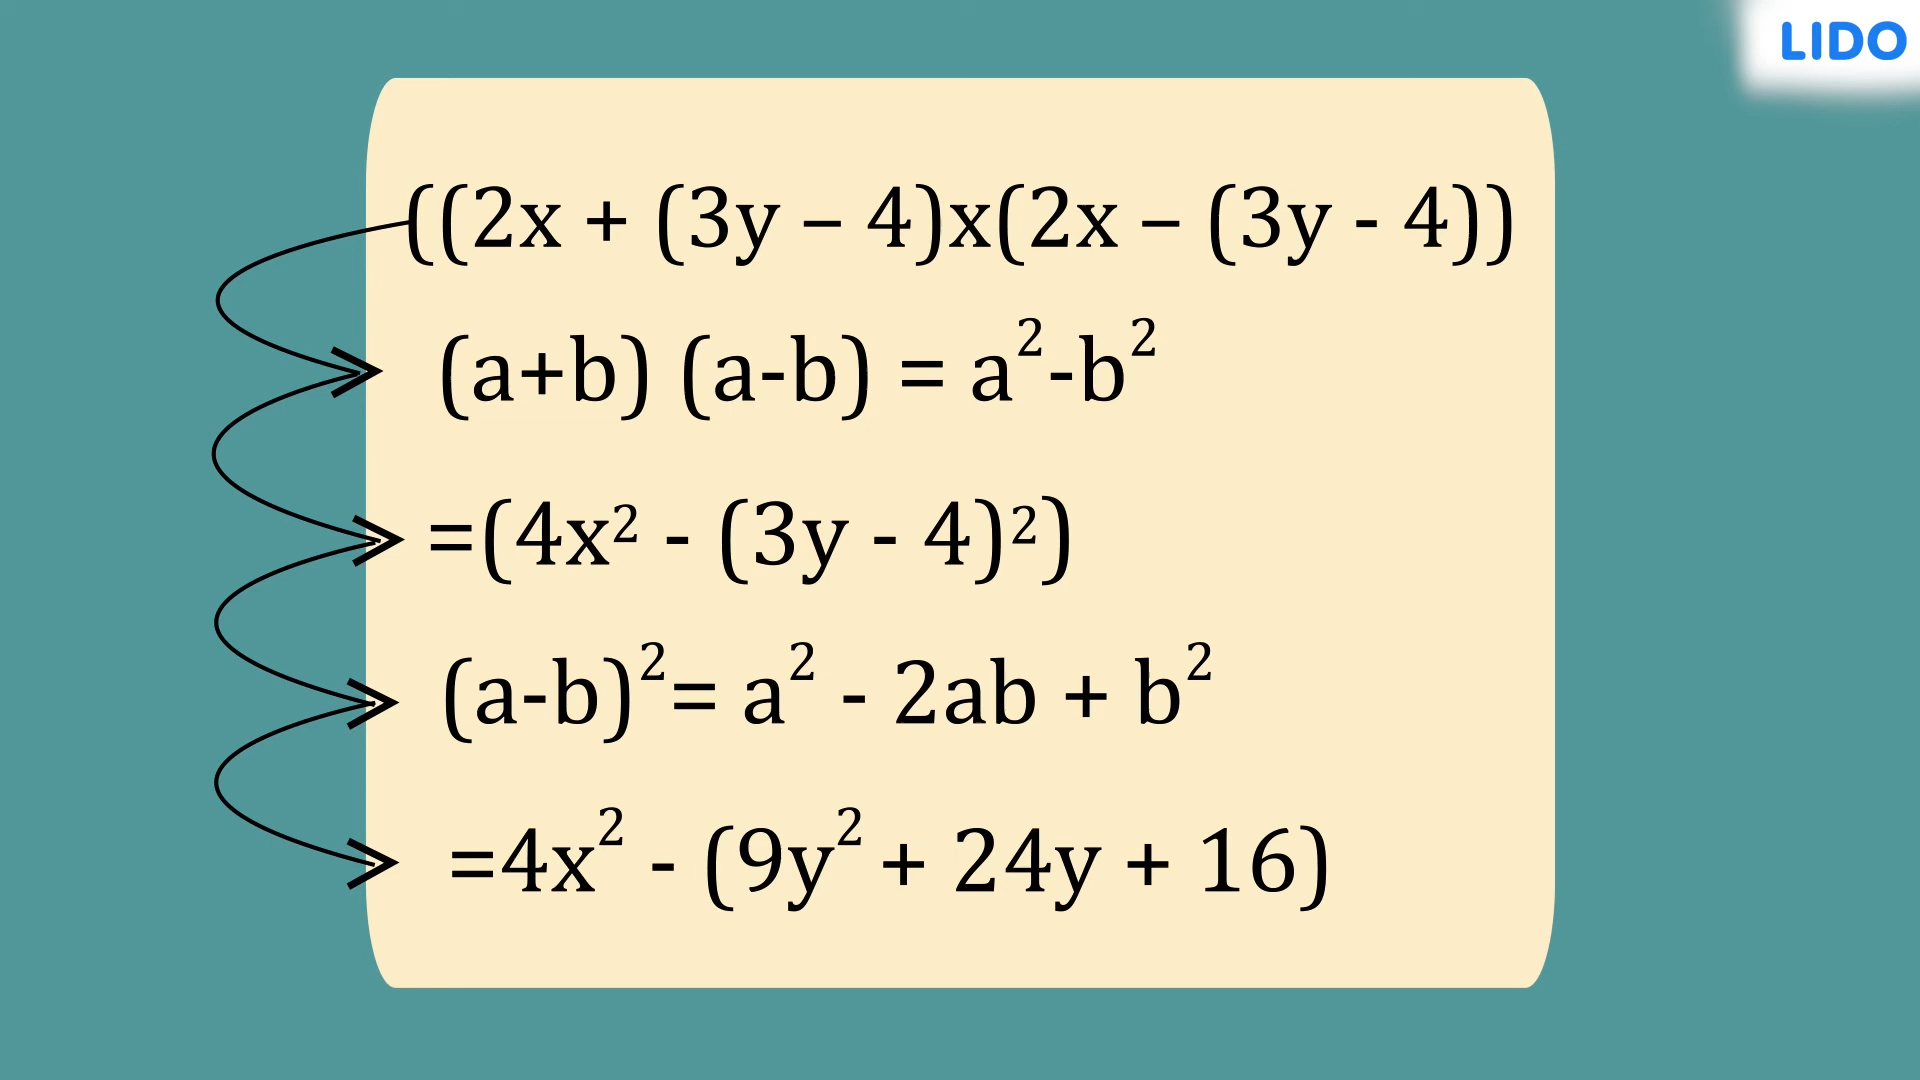 LIDO
((2x + (3y – 4)x(2x – (3y - 4))
(a+b) (a-b) = a²-b²
=(4x² - (3y - 4)²)
(a-b)²= a² - 2ab + b²
=4x² - (9y² + 24y + 16)